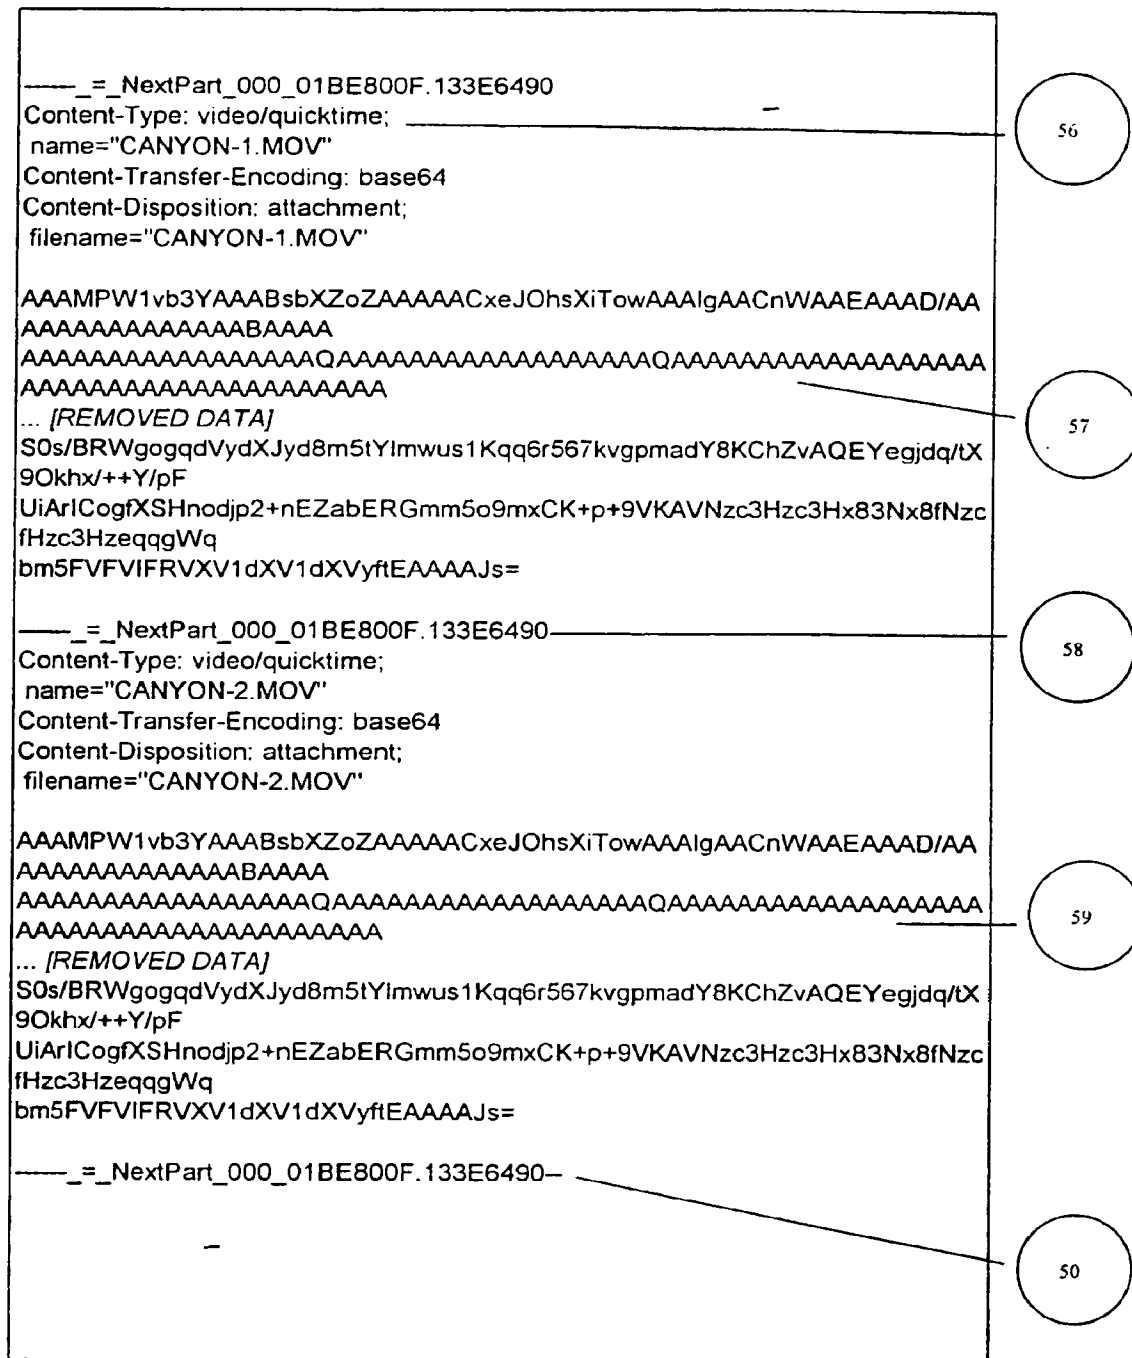 ------_=_NextPart_000_01BE800F.133E6490
Content-Type: video/quicktime;
name="CANYON-1.MOV"
Content-Transfer-Encoding: base64
Content-Disposition: attachment;
filename="CANYON-1.MOV"
AAAMPW1vb3YAAABsbXZoZAAAAACxeJOhsXiTowAAAlgAACnWAAEAAAD/AA
AAAAAAAAAAAAABAAAA
AAAAAAAAAAAAAAAAAQAAAAAAAAAAAAAAAAAAQAAAAAAAAAAAAAAAAAA
AAAAAAAAAAAAAAAAAAAAA
... [REMOVED DATA]
S0s/BRWgogqdVydXJyd8m5tYlmwus1Kqq6r567kvgpmadY8KChZvAQEYegjdq/tX
9Okhx/++Y/pF
UiArlCogfXSHnodjp2+nEZabERGmm5o9mxCK+p+9VKAVNzc3Hzc3Hx83Nx8fNzc
fHzc3HzeqqgWq
bm5FVFVIFRVXV1dXV1dXVyftEAAAAJs=
------_=_NextPart_000_01BE800F.133E6490
Content-Type: video/quicktime;
name="CANYON-2.MOV"
Content-Transfer-Encoding: base64
Content-Disposition: attachment;
filename="CANYON-2.MOV"
AAAMPW1vb3YAAABsbXZoZAAAAACxeJOhsXiTowAAAlgAACnWAAEAAAD/AA
AAAAAAAAAAAAABAAAA
AAAAAAAAAAAAAAAAAQAAAAAAAAAAAAAAAAAAQAAAAAAAAAAAAAAAAAA
AAAAAAAAAAAAAAAAAAAAA
... [REMOVED DATA]
S0s/BRWgogqdVydXJyd8m5tYlmwus1Kqq6r567kvgpmadY8KChZvAQEYegjdq/tX
9Okhx/++Y/pF
UiArlCogfXSHnodjp2+nEZabERGmm5o9mxCK+p+9VKAVNzc3Hzc3Hx83Nx8fNzc
fHzc3HzeqqgWq
bm5FVFVIFRVXV1dXV1dXVyftEAAAAJs=
------_=_NextPart_000_01BE800F.133E6490--
56
57
58
59
50